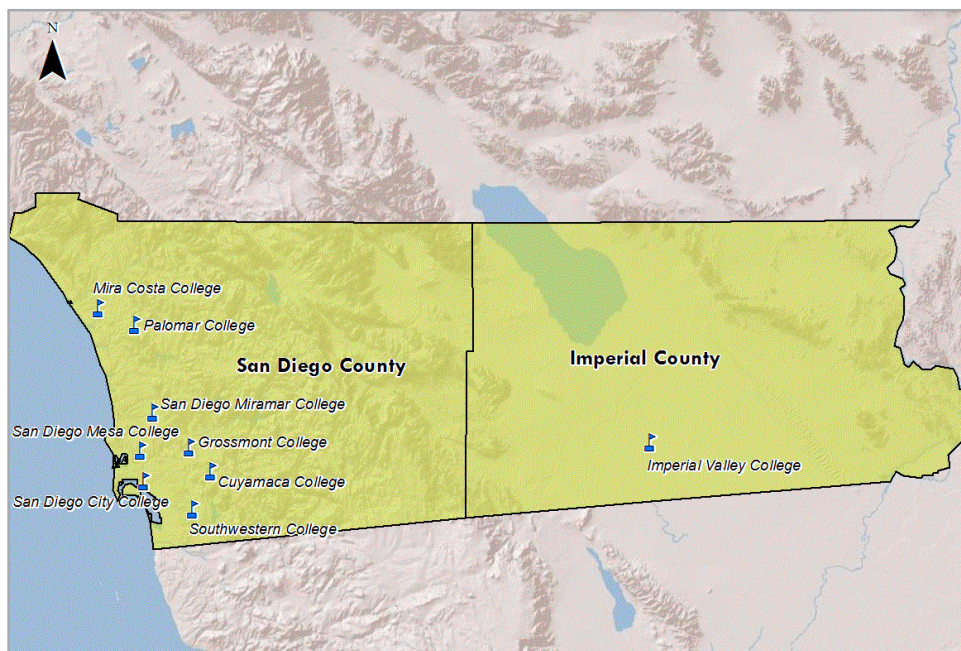 N
Mira Costa College
Palomar College
San Diego County
Imperial County
San Diego Miramar College
San Diego Mesa College
Grossmont College
Imperial Valley College
Cuyamaca College
San Diego City College
Southwestern College